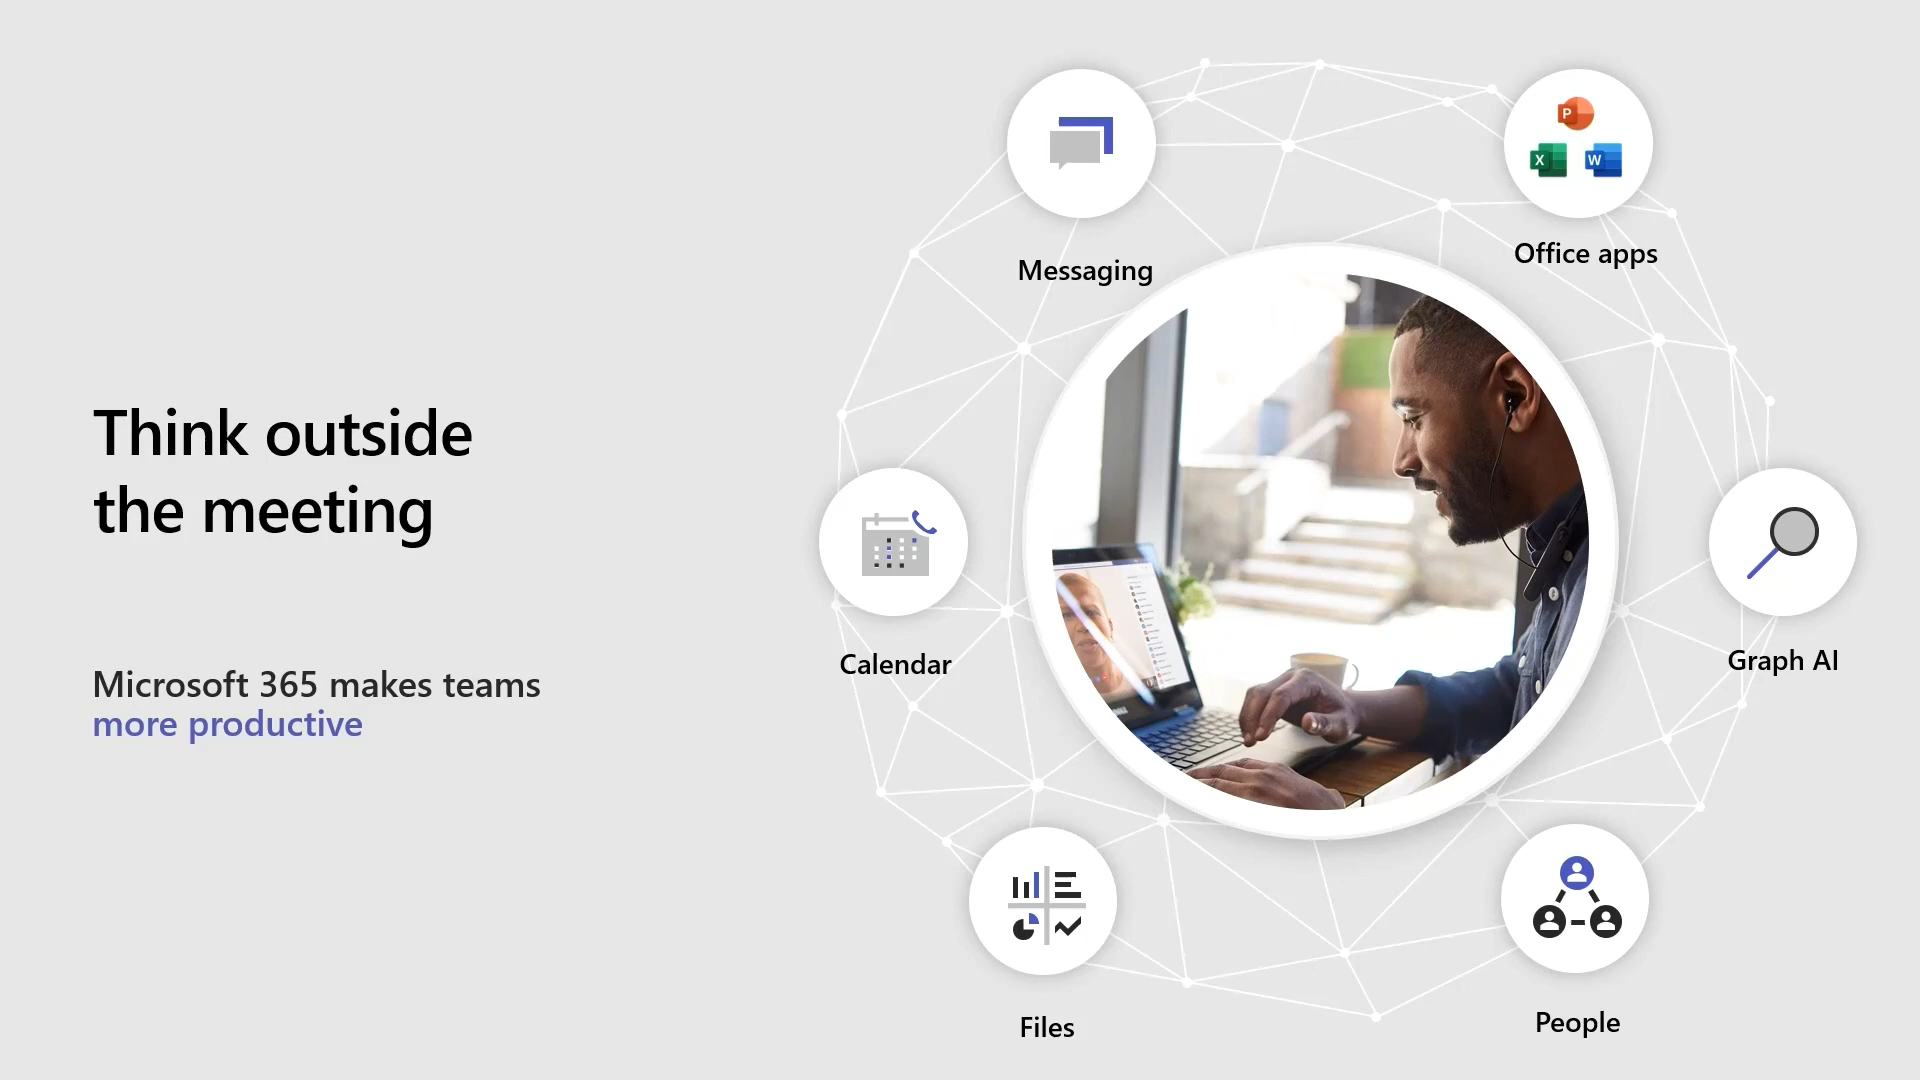 Think outside
the meeting
Microsoft 365 makes teams
more productive
Messaging
P
X
W
Office apps
Calendar
Graph AI
Files
People